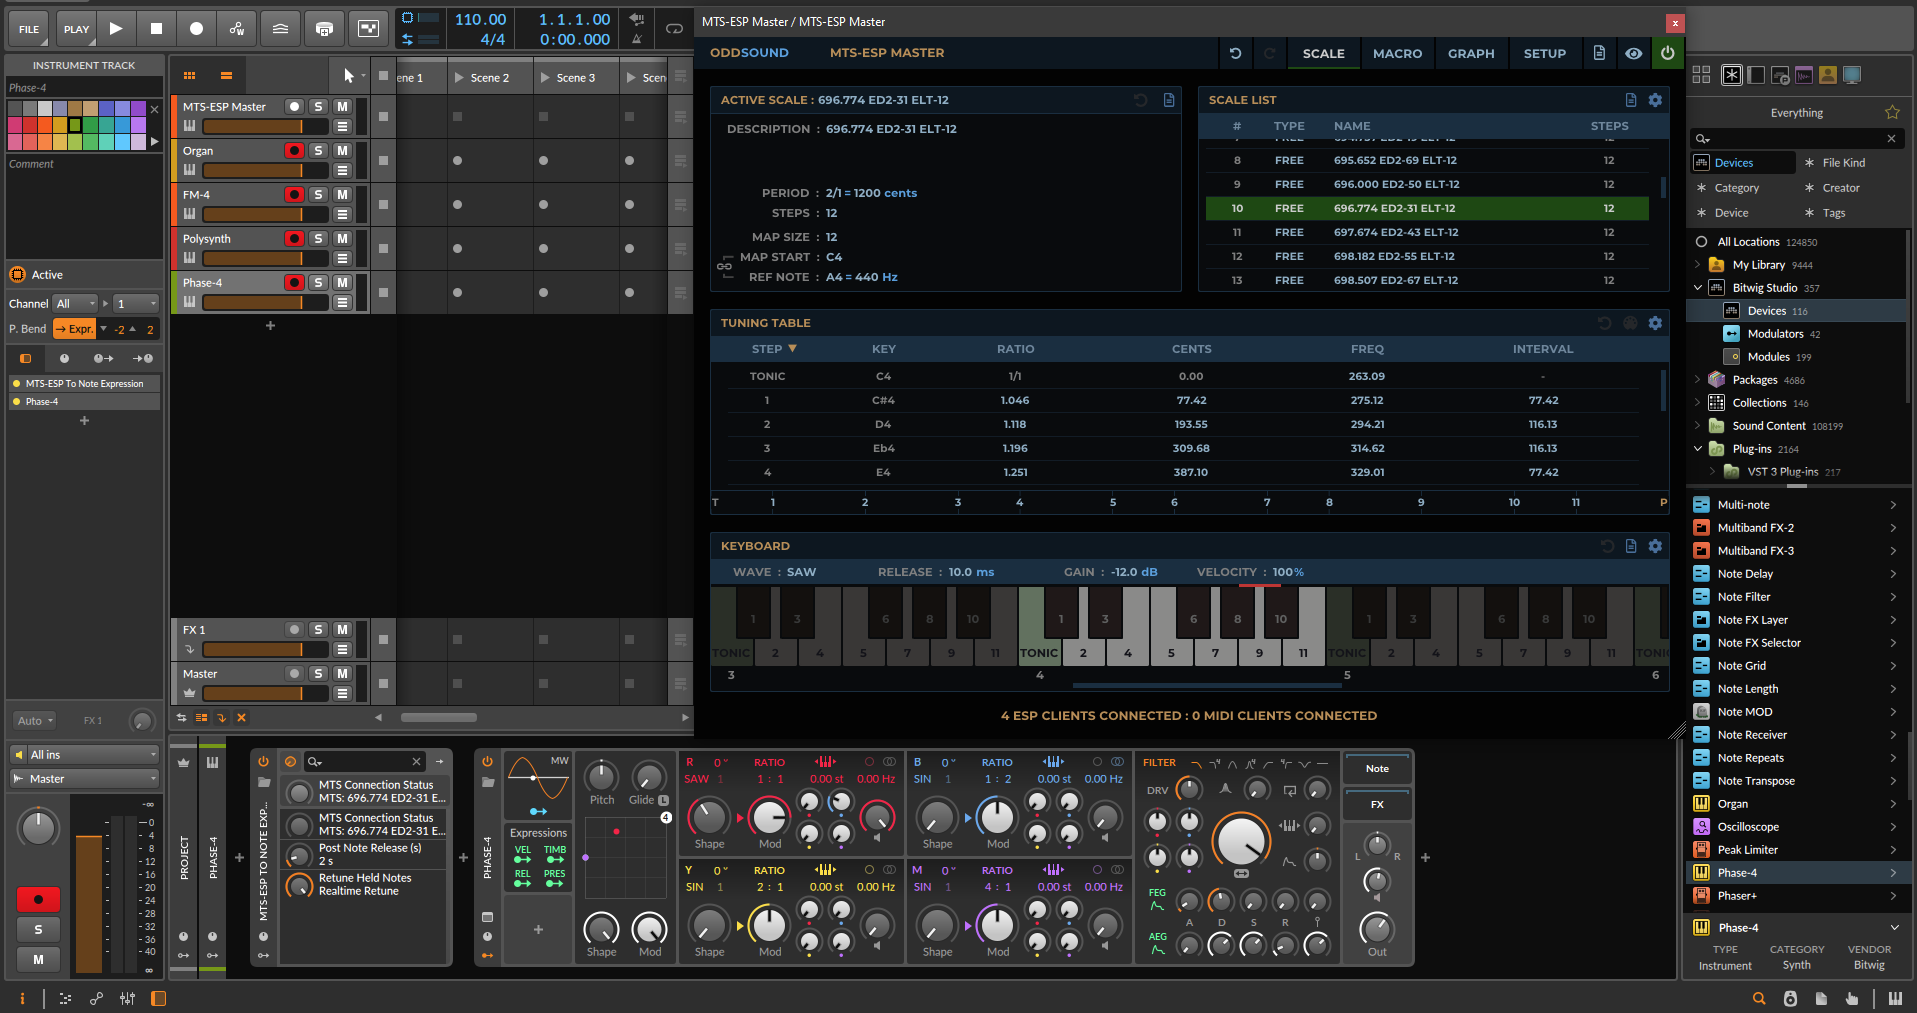 FILE
PLAY
110.00
4/4
1.1.1.00
0:00.000
INSTRUMENT TRACK
Phase-4
Comment
Active
Channel All 1
P. Bend → Expr. -2 2
MTS-ESP To Note Expression
Phase-4
+
Auto
FX 1
All ins
Master
S
M
ene 1
Scene 2
Scene 3
Scen
MTS-ESP Master S M
Organ S M
FM-4 S M
Polysynth S M
Phase-4 S M
+
FX 1 S M
Master S M
MTS-ESP Master / MTS-ESP Master
x
ODDSOUND
MTS-ESP MASTER
SCALE
MACRO
GRAPH
SETUP
ACTIVE SCALE : 696.774 ED2-31 ELT-12
DESCRIPTION : 696.774 ED2-31 ELT-12
PERIOD : 2/1 = 1200 cents
STEPS : 12
MAP SIZE : 12
MAP START : C4
REF NOTE : A4 = 440 Hz
SCALE LIST
# TYPE NAME STEPS
8 FREE 695.652 ED2-69 ELT-12 12
9 FREE 696.000 ED2-50 ELT-12 12
10 FREE 696.774 ED2-31 ELT-12 12
11 FREE 697.674 ED2-43 ELT-12 12
12 FREE 698.182 ED2-55 ELT-12 12
13 FREE 698.507 ED2-67 ELT-12 12
TUNING TABLE
STEP KEY RATIO CENTS FREQ INTERVAL
TONIC C4 1/1 0.00 263.09 -
1 C#4 1.046 77.42 275.12 77.42
2 D4 1.118 193.55 294.21 116.13
3 Eb4 1.196 309.68 314.62 116.13
4 E4 1.251 387.10 329.01 77.42
T 1 2 3 4 5 6 7 8 9 10 11 P
KEYBOARD
WAVE : SAW RELEASE : 10.0 ms GAIN : -12.0 dB VELOCITY : 100%
1 3 6 8 10 1 3 6 8 10 1 3 6 8 10
TONIC 2 4 5 7 9 11 TONIC 2 4 5 7 9 11 TONIC 2 4 5 7 9 11 TONI
3 4 5 6
4 ESP CLIENTS CONNECTED : 0 MIDI CLIENTS CONNECTED
Everything
Devices
File Kind
Category
Creator
Device
Tags
All Locations 124850
My Library 9444
Bitwig Studio 357
Devices 116
Modulators 42
Modules 199
Packages 4686
Collections 146
Sound Content 108199
Plug-ins 2164
VST 3 Plug-ins 217
Multi-note
Multiband FX-2
Multiband FX-3
Note Delay
Note Filter
Note FX Layer
Note FX Selector
Note Grid
Note Length
Note MOD
Note Receiver
Note Repeats
Note Transpose
Organ
Oscilloscope
Peak Limiter
Phase-4
Phaser+
Phase-4
TYPE CATEGORY VENDOR
Instrument Synth Bitwig
-∞
0
4
8
12
16
20
24
28
32
36
40
∞
PROJECT
PHASE-4
MTS-ESP TO NOTE EXP...
MTS Connection Status
MTS: 696.774 ED2-31 E...
MTS Connection Status
MTS: 696.774 ED2-31 E...
Post Note Release (s)
2 s
Retune Held Notes
Realtime Retune
PHASE-4
MW
Expressions
VEL TIMB
REL PRES
Pitch Glide L
4
Shape Mod
R 0 RATIO
SAW 1 1 : 1 0.00 st 0.00 Hz
Shape Mod
B 0 RATIO
SIN 1 1 : 2 0.00 st 0.00 Hz
Shape Mod
Y 0 RATIO
SIN 1 2 : 1 0.00 st 0.00 Hz
Shape Mod
M 0 RATIO
SIN 1 4 : 1 0.00 st 0.00 Hz
Shape Mod
FILTER
DRV
FEG
A D S R
AEG
Note
FX
L R
Out
i